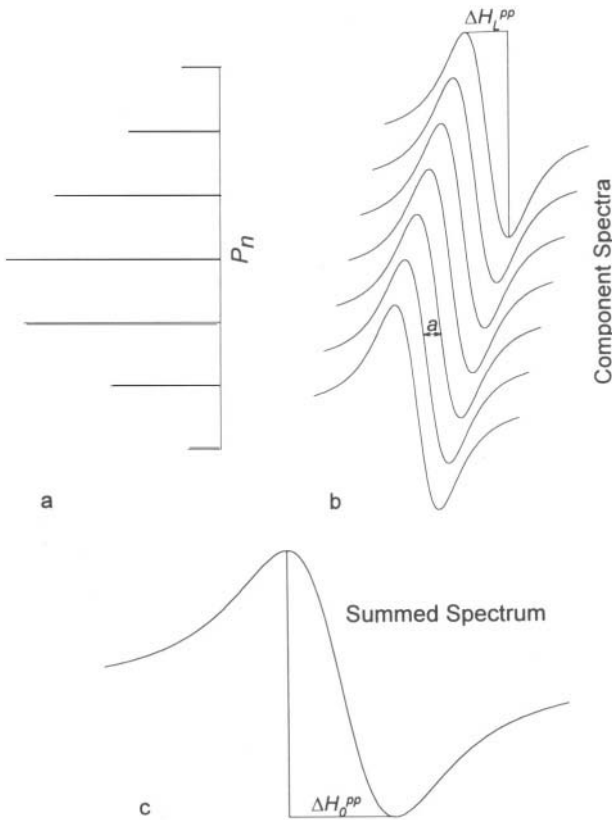 ΔH_L^pp
P_n
a
Component Spectra
a
b
Summed Spectrum
ΔH_0^pp
c